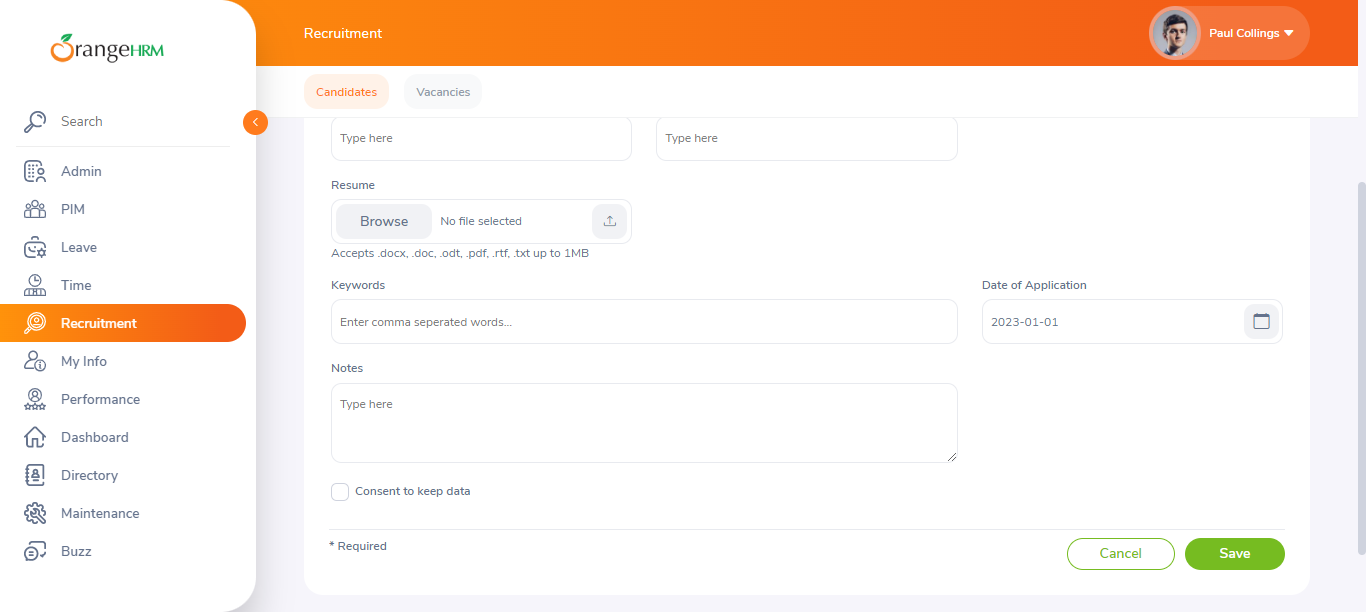 OrangeHRM
Recruitment
Paul Collings
Candidates
Vacancies
Search
Admin
PIM
Leave
Time
Recruitment
My Info
Performance
Dashboard
Directory
Maintenance
Buzz
Type here
Type here
Resume
Browse
No file selected
Accepts .docx, .doc, .odt, .pdf, .rtf, .txt up to 1MB
Keywords
Date of Application
Enter comma seperated words...
2023-01-01
Notes
Type here
Consent to keep data
* Required
Cancel
Save